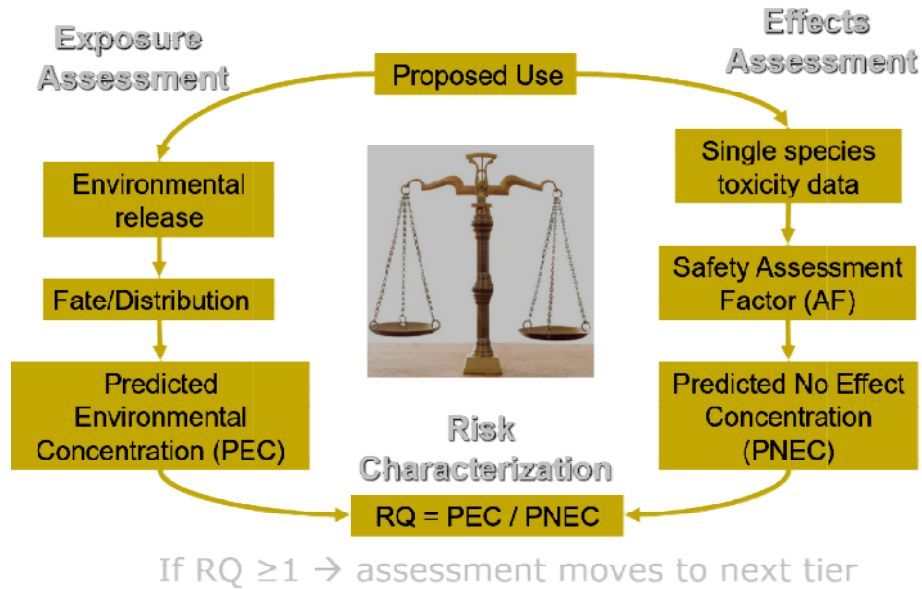 Exposure
Assessment
Effects
Assessment
Proposed Use
Environmental
release
Fate/Distribution
Predicted
Environmental
Concentration (PEC)
Single species
toxicity data
Safety Assessment
Factor (AF)
Predicted No Effect
Concentration
(PNEC)
Risk
Characterization
RQ = PEC / PNEC
If RQ ≥1 → assessment moves to next tier